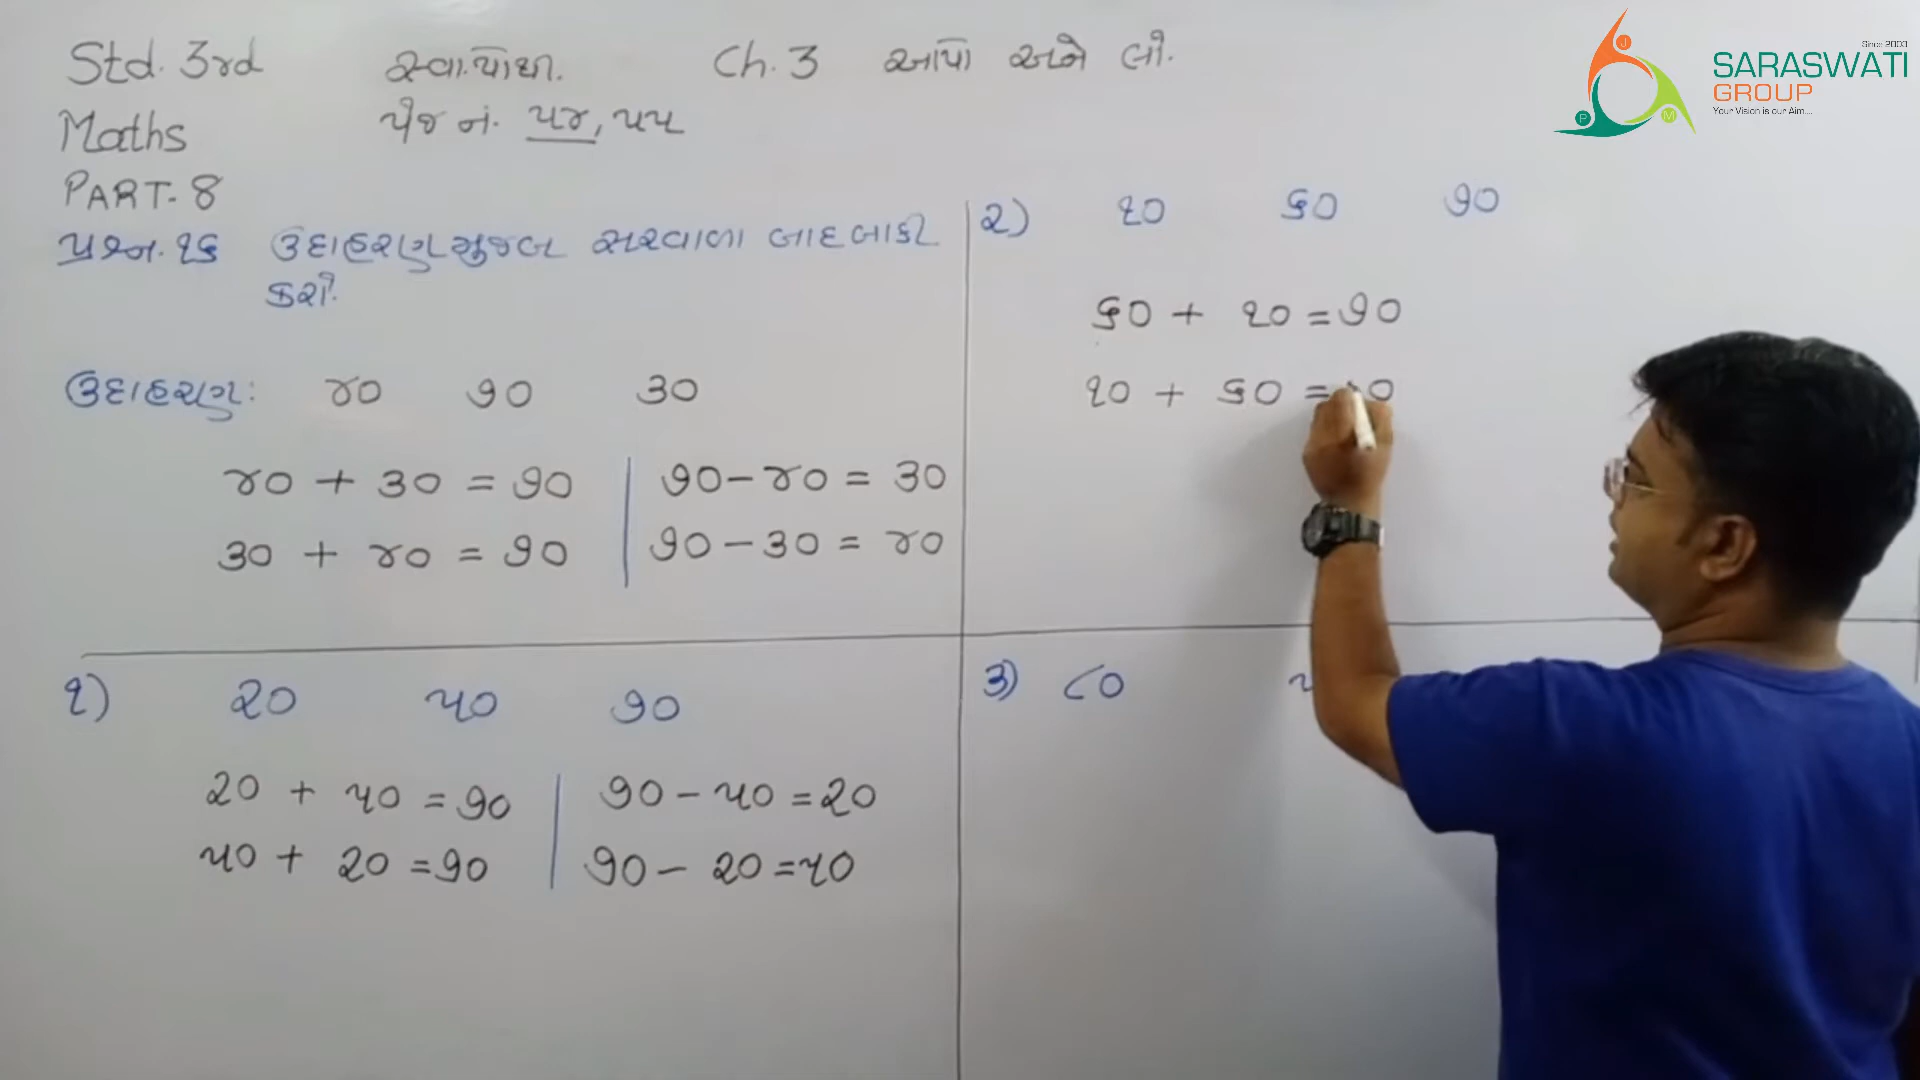 Std. 3rd સ્વા.પોથી. Ch. 3 આપો અને લો.
Maths પેજ નં. ૫૪, ૫૫
PART-8
પ્રશ્ન. ૧૬ ઉદાહરણ મુજબ સરવાળા બાદબાકી
કરો.
ઉદાહરણ: ૪૦ ૭૦ ૩૦
૪૦ + ૩૦ = ૭૦ ૭૦ - ૪૦ = ૩૦
૩૦ + ૪૦ = ૭૦ ૭૦ - ૩૦ = ૪૦
૧) ૨૦ ૫૦ ૭૦
૨૦ + ૫૦ = ૭૦ ૭૦ - ૫૦ = ૨૦
૫૦ + ૨૦ = ૭૦ ૭૦ - ૨૦ = ૫૦
૨) ૧૦ ૬૦ ૭૦
૬૦ + ૧૦ = ૭૦
૧૦ + ૬૦ =
૩) ૮૦
Since 2003
SARASWATI
GROUP
Your Vision is our Aim....
J
P
M